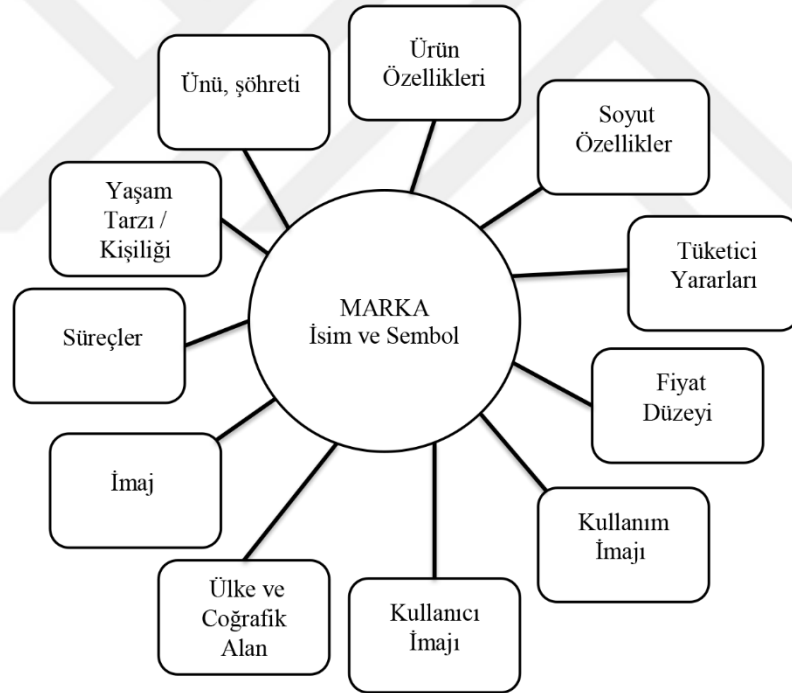 Ünü, şöhreti
Ürün
Özellikleri
Soyut
Özellikler
Yaşam
Tarzı /
Kişiliği
Tüketici
Yararları
MARKA
İsim ve Sembol
Süreçler
Fiyat
Düzeyi
İmaj
Kullanım
İmajı
Ülke ve
Coğrafik
Alan
Kullanıcı
İmajı